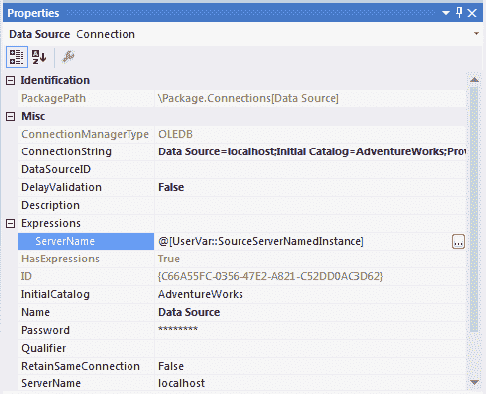 Properties
Data Source Connection
Identification
PackagePath \Package.Connections[Data Source]
Misc
ConnectionManagerType OLEDB
ConnectionString Data Source=localhost;Initial Catalog=AdventureWorks;Prov
DataSourceID
DelayValidation False
Description
Expressions
ServerName @[UserVar::SourceServerNamedInstance] ...
HasExpressions True
ID {C66A55FC-0356-47E2-A821-C52DD0AC3D62}
InitialCatalog AdventureWorks
Name Data Source
Password ********
Qualifier
RetainSameConnection False
ServerName localhost